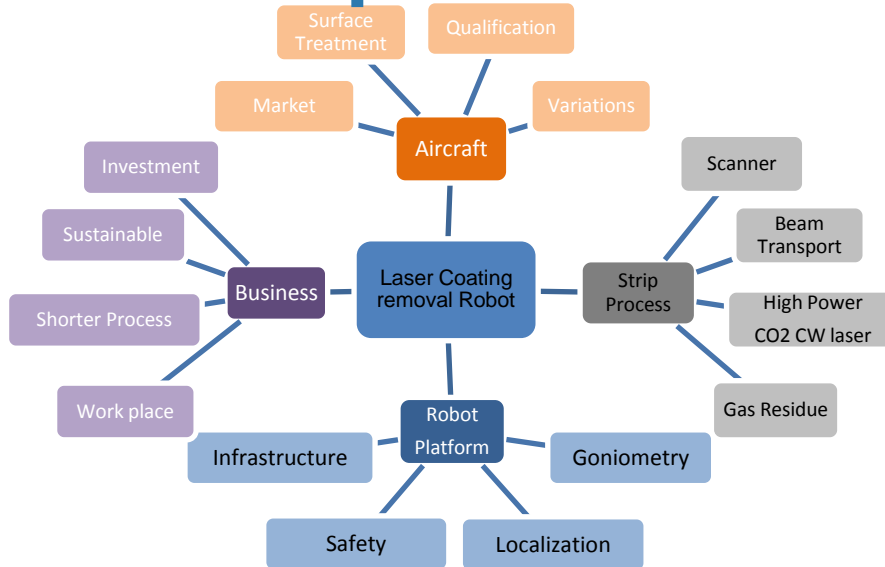 Surface
Treatment
Qualification
Market
Variations
Aircraft
Investment
Scanner
Sustainable
Beam
Transport
Business
Laser Coating
removal Robot
Strip
Process
Shorter Process
High Power
CO2 CW laser
Work place
Robot
Platform
Gas Residue
Infrastructure
Goniometry
Safety
Localization